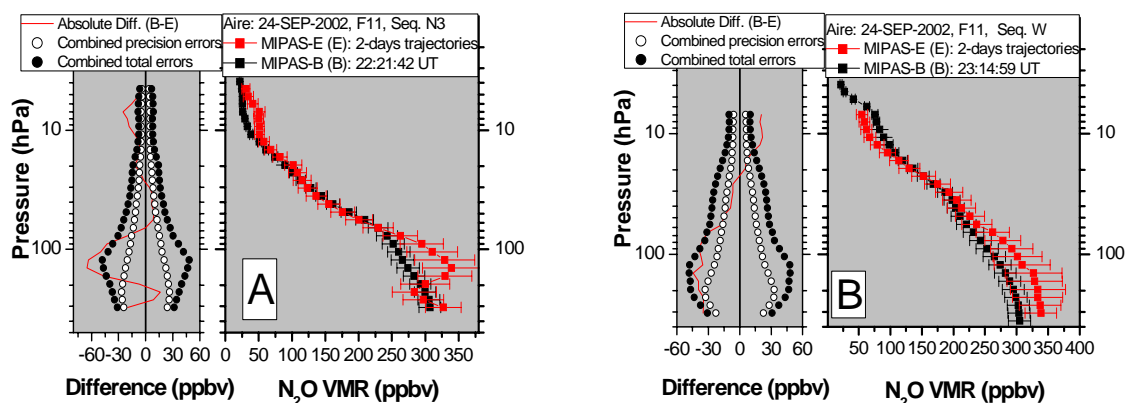 Absolute Diff. (B-E)
Combined precision errors
Combined total errors
Aire: 24-SEP-2002, F11, Seq. N3
MIPAS-E (E): 2-days trajectories
MIPAS-B (B): 22:21:42 UT
Pressure (hPa)
10
100
10
100
A
-60 -30 0 30 60
0 50 100 150 200 250 300 350
Difference (ppbv)
N₂O VMR (ppbv)
Absolute Diff. (B-E)
Combined precision errors
Combined total errors
Aire: 24-SEP-2002, F11, Seq. W
MIPAS-E (E): 2-days trajectories
MIPAS-B (B): 23:14:59 UT
Pressure (hPa)
10
100
10
100
B
-60 -30 0 30 60
50 100 150 200 250 300 350 400
Difference (ppbv)
N₂O VMR (ppbv)